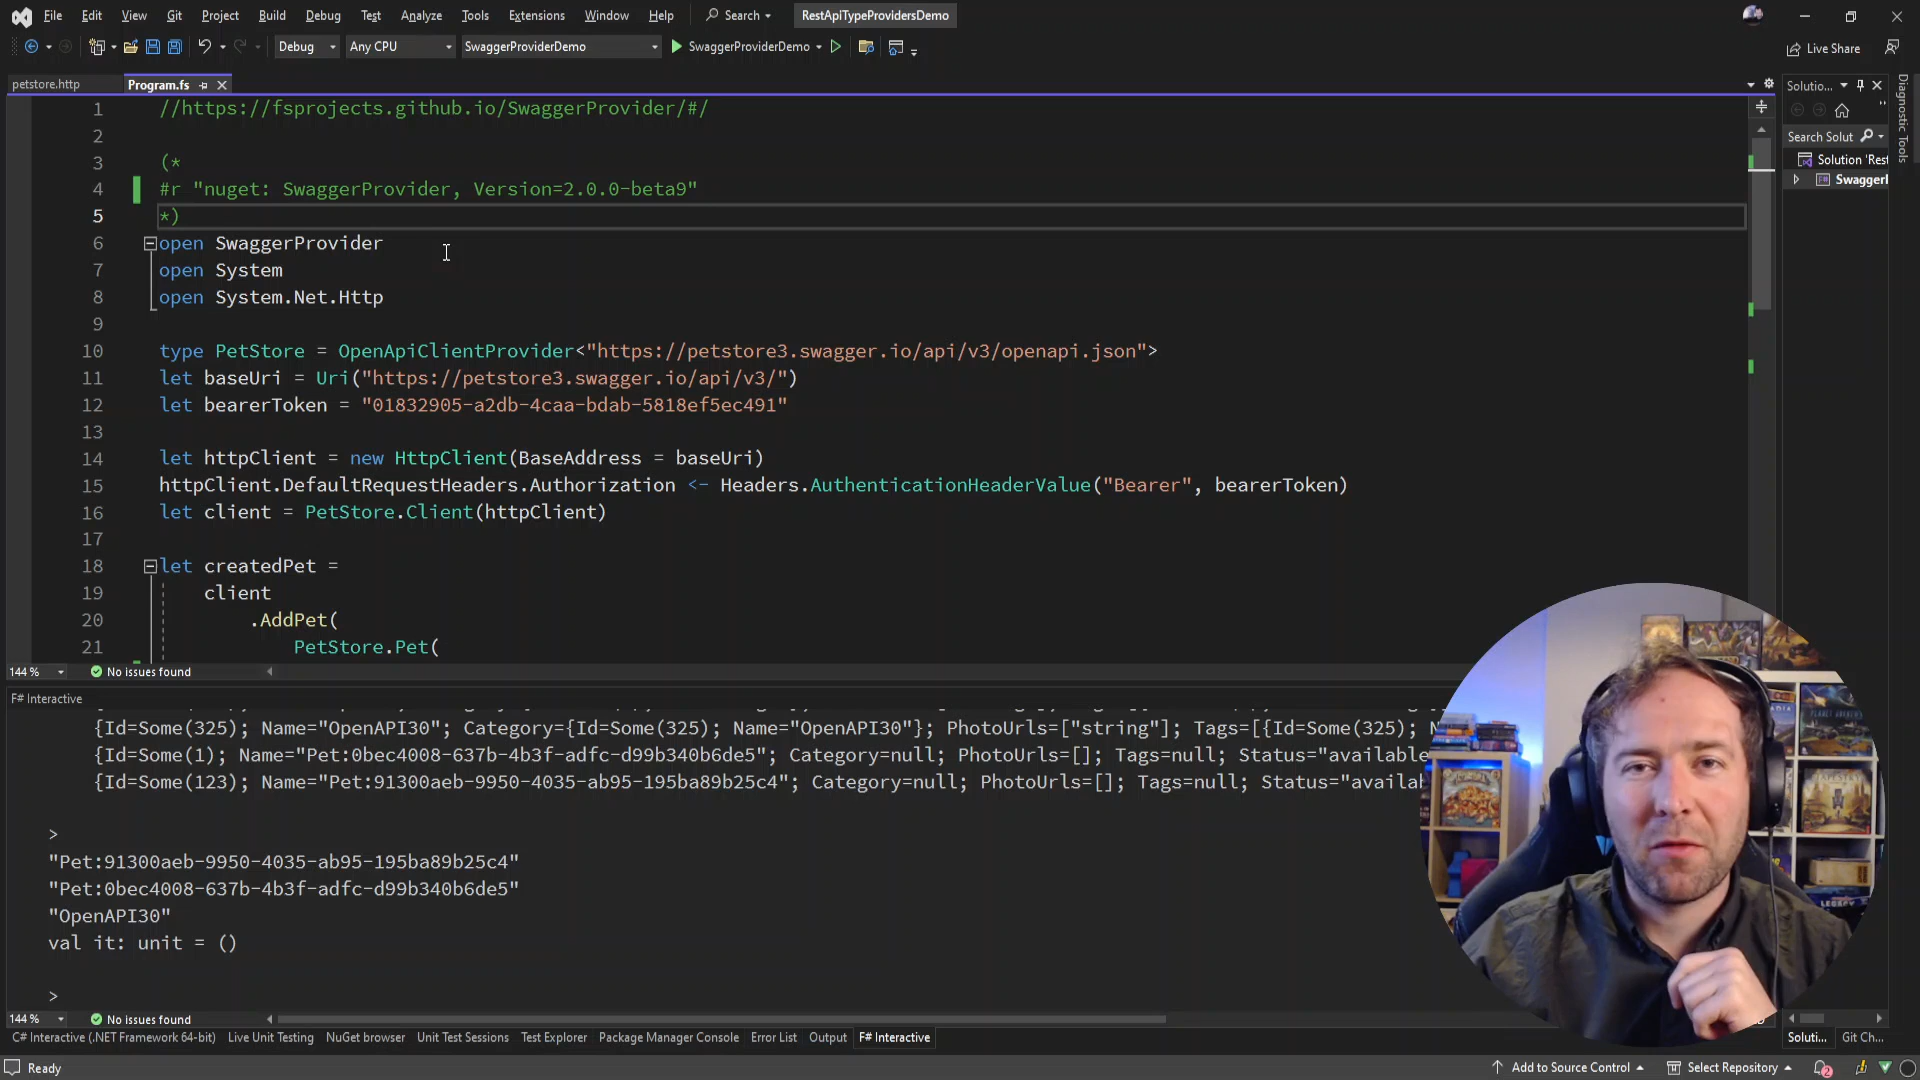 File Edit View Git Project Build Debug Test Analyze Tools Extensions Window Help Search RestApiTypeProvidersDemo
Debug Any CPU SwaggerProviderDemo SwaggerProviderDemo Live Share
petstore.http Program.fs
1 //https://fsprojects.github.io/SwaggerProvider/#/
2
3 (*
4 #r "nuget: SwaggerProvider, Version=2.0.0-beta9"
5 *)
6 open SwaggerProvider
7 open System
8 open System.Net.Http
9
10 type PetStore = OpenApiClientProvider<"https://petstore3.swagger.io/api/v3/openapi.json">
11 let baseUri = Uri("https://petstore3.swagger.io/api/v3/")
12 let bearerToken = "01832905-a2db-4caa-bdab-5818ef5ec491"
13
14 let httpClient = new HttpClient(BaseAddress = baseUri)
15 httpClient.DefaultRequestHeaders.Authorization <- Headers.AuthenticationHeaderValue("Bearer", bearerToken)
16 let client = PetStore.Client(httpClient)
17
18 let createdPet =
19 client
20 .AddPet(
21 PetStore.Pet(
144 % No issues found
Solutio...
Search Solut
Solution 'Rest
SwaggerI
Diagnostic Tools
F# Interactive
{Id=Some(325); Name="OpenAPI30"; Category={Id=Some(325); Name="OpenAPI30"}; PhotoUrls=["string"]; Tags=[{Id=Some(325); N
{Id=Some(1); Name="Pet:0bec4008-637b-4b3f-adfc-d99b340b6de5"; Category=null; PhotoUrls=[]; Tags=null; Status="available
{Id=Some(123); Name="Pet:91300aeb-9950-4035-ab95-195ba89b25c4"; Category=null; PhotoUrls=[]; Tags=null; Status="availa
>
"Pet:91300aeb-9950-4035-ab95-195ba89b25c4"
"Pet:0bec4008-637b-4b3f-adfc-d99b340b6de5"
"OpenAPI30"
val it: unit = ()
>
144 % No issues found
C# Interactive (.NET Framework 64-bit) Live Unit Testing NuGet browser Unit Test Sessions Test Explorer Package Manager Console Error List Output F# Interactive Soluti... Git Ch...
Ready Add to Source Control Select Repository 2